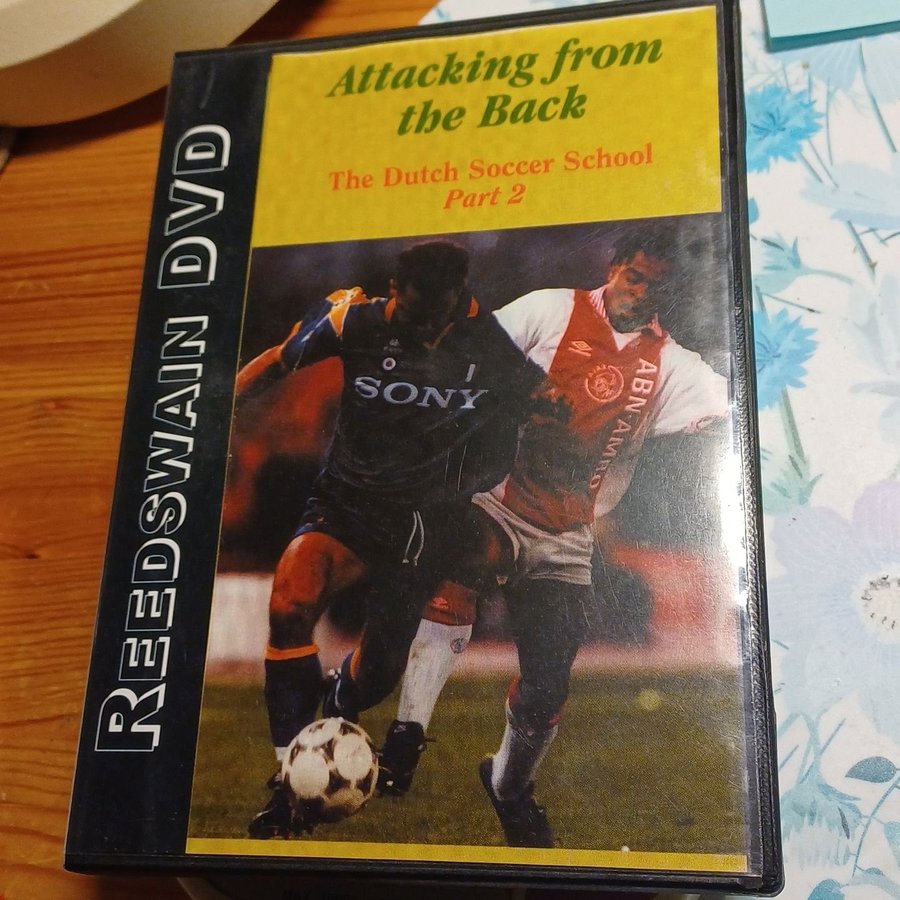 Attacking from
the Back
The Dutch Soccer School
Part 2
REEDSWAIN DVD
SONY
ABN·AMRO